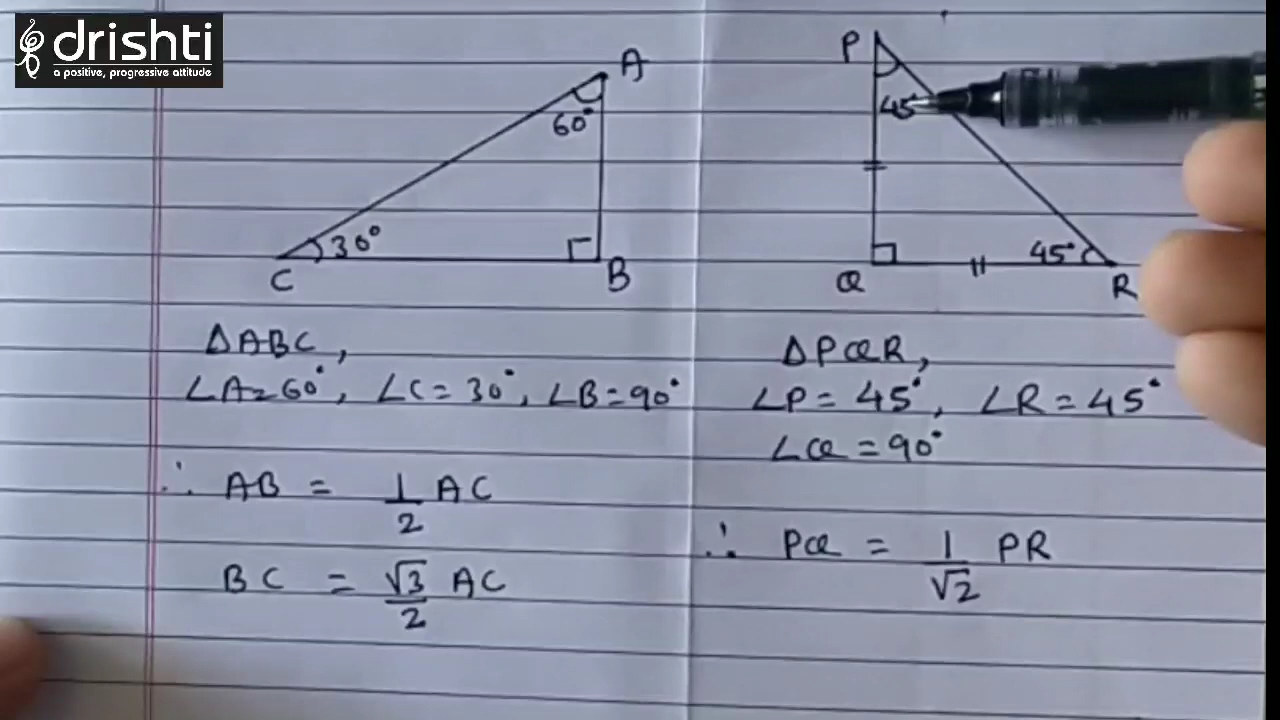 drishti
a positive, progressive attitude
A
60°
30°
C
B
P
45°
45°
Q
R
ΔABC,
∠A=60°, ∠C=30°, ∠B=90°
∴ AB = 1/2 AC
BC = √3/2 AC
ΔPQR,
∠P=45°, ∠R=45°
∠Q=90°
∴ PQ = 1/√2 PR